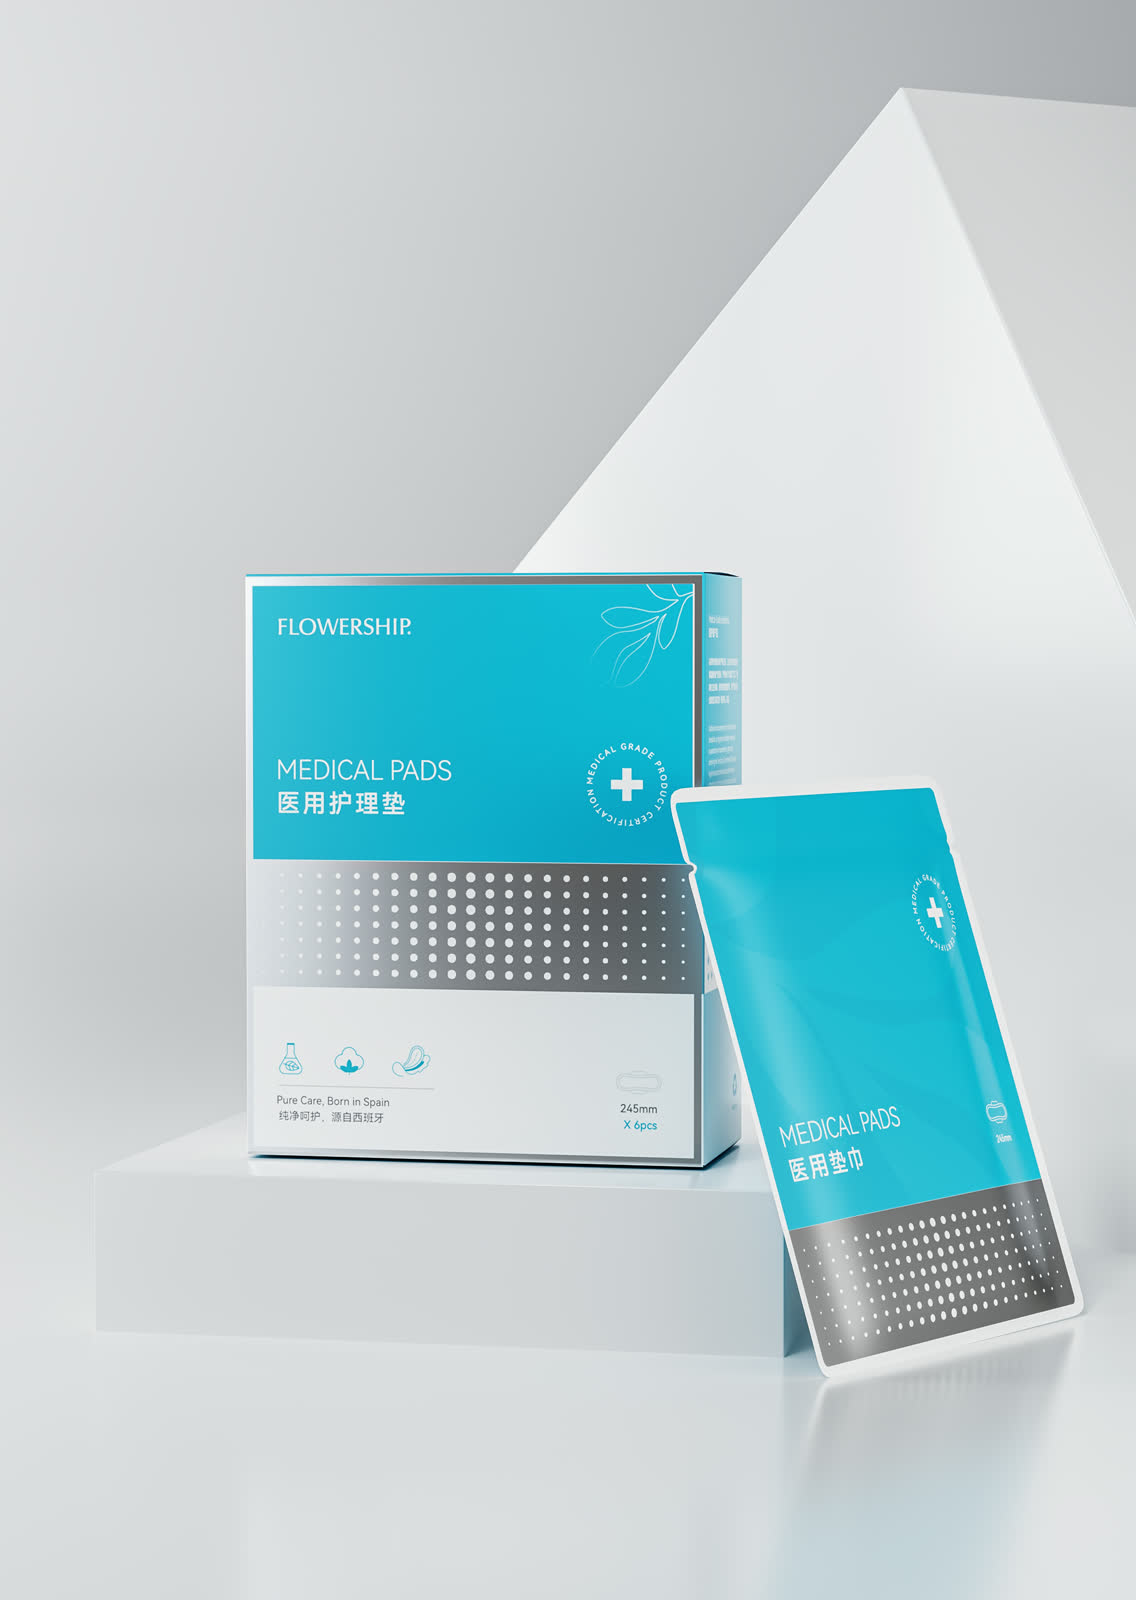 FLOWERSHIP.
MEDICAL PADS
医用护理垫
MEDICAL GRADE PRODUCT CERTIFICATION
Pure Care, Born in Spain
纯净呵护，源自西班牙
245mm
X 6pcs
MEDICAL GRADE PRODUCT CERTIFICATION
MEDICAL PADS
医用垫巾
245mm